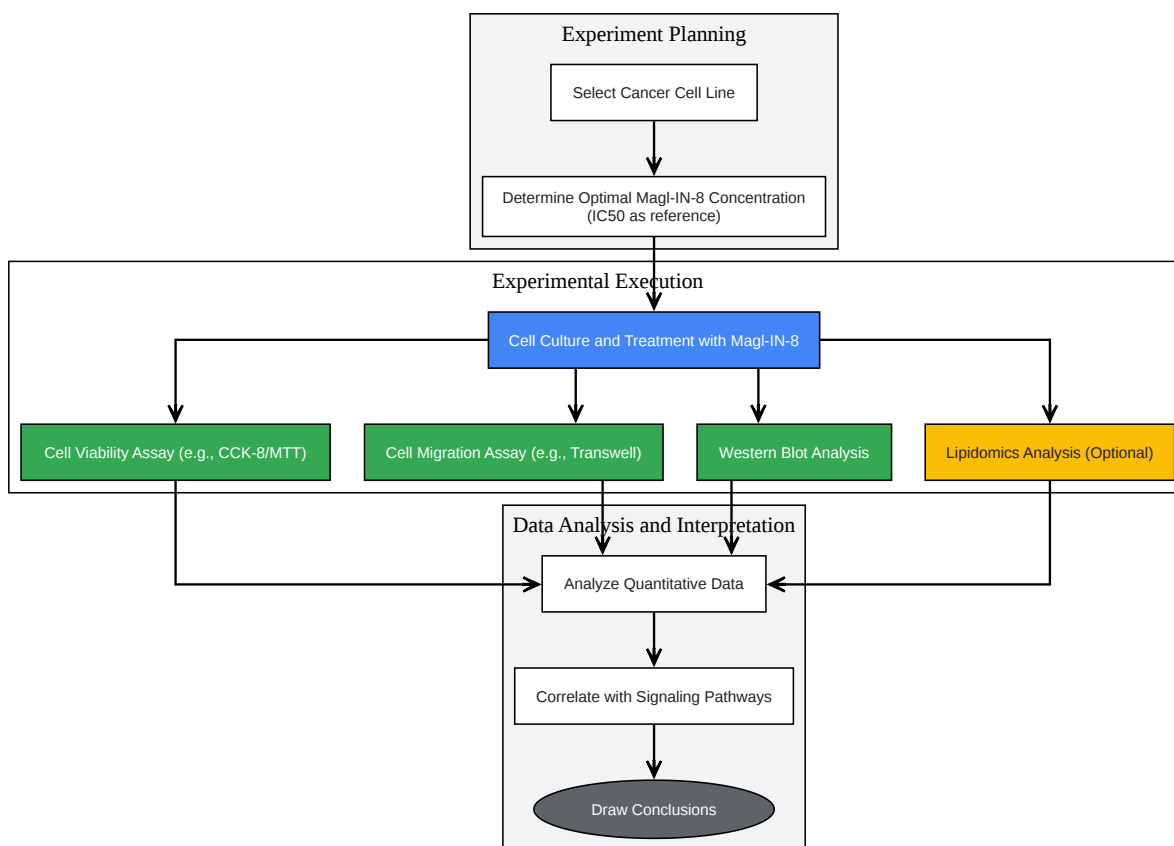 Experiment Planning
Select Cancer Cell Line
Determine Optimal Magl-IN-8 Concentration
(IC50 as reference)
Experimental Execution
Cell Culture and Treatment with Magl-IN-8
Cell Viability Assay (e.g., CCK-8/MTT)
Cell Migration Assay (e.g., Transwell)
Western Blot Analysis
Lipidomics Analysis (Optional)
Data Analysis and Interpretation
Analyze Quantitative Data
Correlate with Signaling Pathways
Draw Conclusions